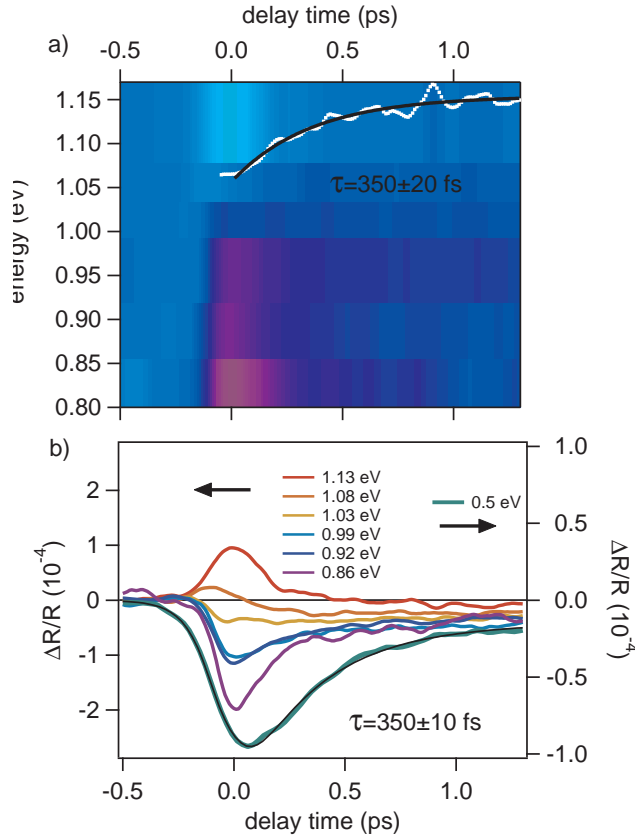 delay time (ps)
a)
-0.5 0.0 0.5 1.0
1.15
1.10
1.05
1.00
0.95
0.90
0.85
0.80
energy (eV)
τ=350±20 fs
b)
2
1
0
-1
-2
ΔR/R (10⁻⁴)
1.13 eV
1.08 eV
1.03 eV
0.99 eV
0.92 eV
0.86 eV
0.5 eV
1.0
0.5
0.0
-0.5
-1.0
ΔR/R (10⁻⁴)
τ=350±10 fs
-0.5 0.0 0.5 1.0
delay time (ps)